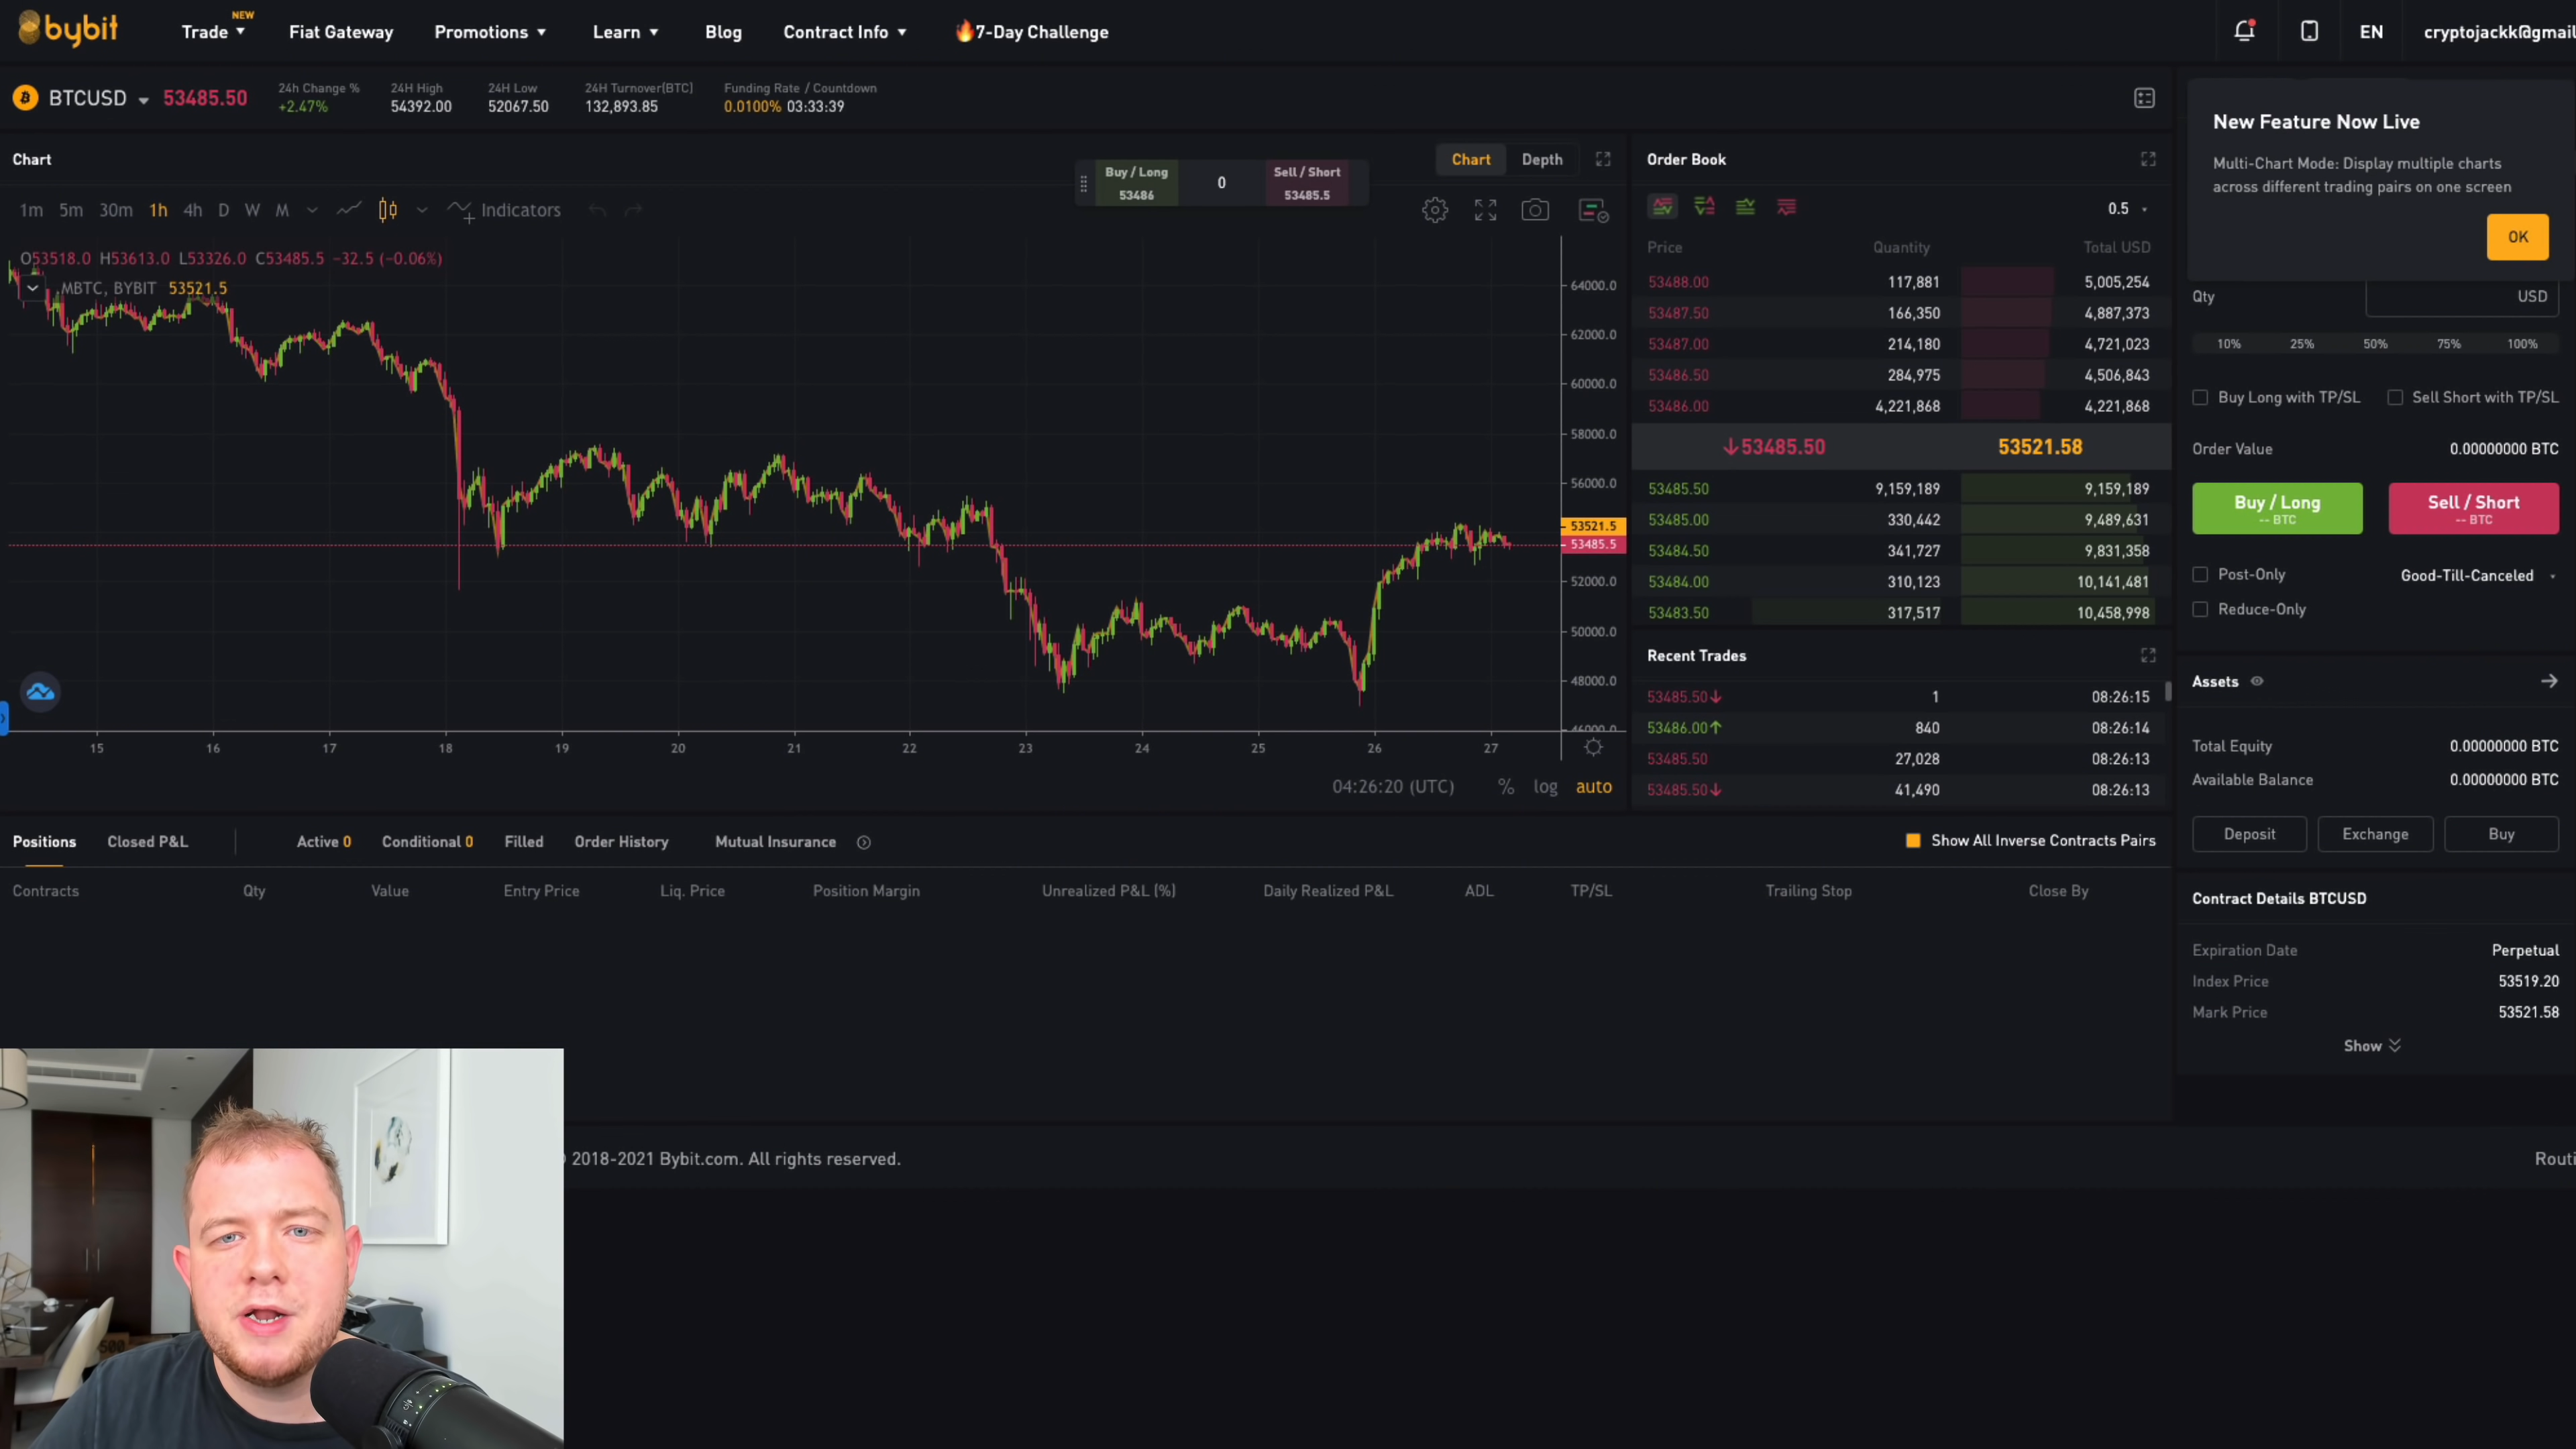 bybit
Trade NEW Fiat Gateway Promotions Learn Blog Contract Info 🔥7-Day Challenge EN cryptojackk@gmail
BTCUSD 53485.50
24h Change % +2.47%
24H High 54392.00
24H Low 52067.50
24H Turnover(BTC) 132,893.85
Funding Rate / Countdown 0.0100% 03:33:39
Chart
Buy / Long 53486 0 Sell / Short 53485.5
Chart Depth
1m 5m 30m 1h 4h D W M Indicators
O53518.0 H53613.0 L53326.0 C53485.5 −32.5 (−0.06%)
.MBTC, BYBIT 53521.5
64000.0
62000.0
60000.0
58000.0
56000.0
53521.5
53485.5
52000.0
50000.0
48000.0
46000.0
15 16 17 18 19 20 21 22 23 24 25 26 27
04:26:20 (UTC) % log auto
Order Book
0.5
Price Quantity Total USD
53488.00 117,881 5,005,254
53487.50 166,350 4,887,373
53487.00 214,180 4,721,023
53486.50 284,975 4,506,843
53486.00 4,221,868 4,221,868
↓53485.50 53521.58
53485.50 9,159,189 9,159,189
53485.00 330,442 9,489,631
53484.50 341,727 9,831,358
53484.00 310,123 10,141,481
53483.50 317,517 10,458,998
Recent Trades
53485.50↓ 1 08:26:15
53486.00↑ 840 08:26:14
53485.50 27,028 08:26:13
53485.50↓ 41,490 08:26:13
New Feature Now Live
Multi-Chart Mode: Display multiple charts
across different trading pairs on one screen
OK
Qty USD
10% 25% 50% 75% 100%
Buy Long with TP/SL Sell Short with TP/SL
Order Value 0.00000000 BTC
Buy / Long Sell / Short
-- BTC -- BTC
Post-Only Good-Till-Canceled
Reduce-Only
Assets
Total Equity 0.00000000 BTC
Available Balance 0.00000000 BTC
Deposit Exchange Buy
Contract Details BTCUSD
Expiration Date Perpetual
Index Price 53519.20
Mark Price 53521.58
Show
Positions Closed P&L Active 0 Conditional 0 Filled Order History Mutual Insurance Show All Inverse Contracts Pairs
Contracts Qty Value Entry Price Liq. Price Position Margin Unrealized P&L (%) Daily Realized P&L ADL TP/SL Trailing Stop Close By
2018-2021 Bybit.com. All rights reserved.
Routi